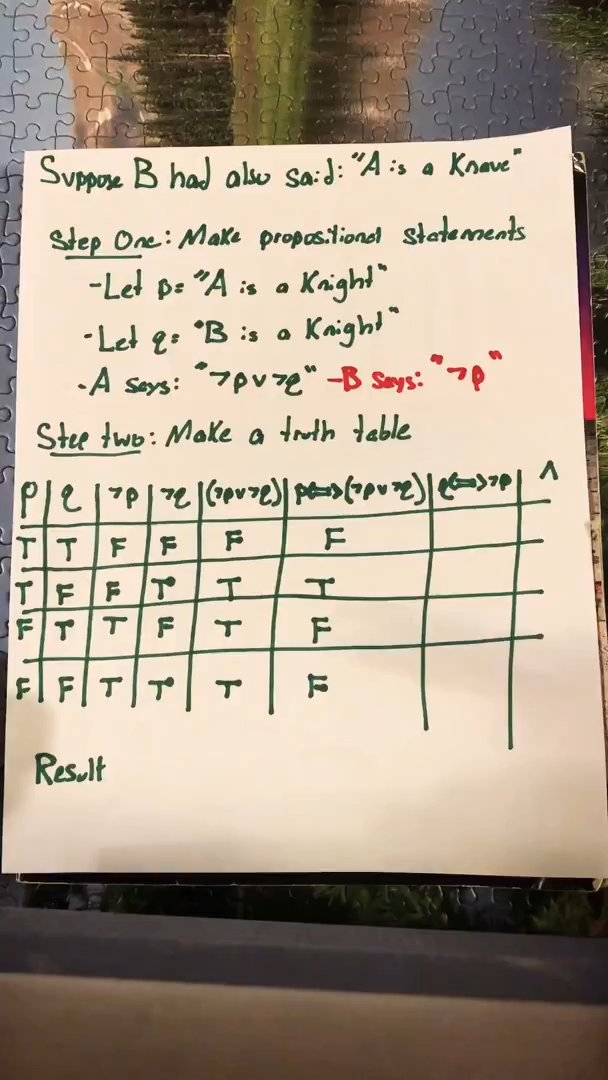 Suppose B had also said: "A is a Knave"
Step One: Make propositional statements
-Let p= "A is a Knight"
-Let q= "B is a Knight"
-A says: "¬p∨¬q" -B says: "¬p"
Step two: Make a truth table
p | q | ¬p | ¬q | (¬p∨¬q) | p⟺(¬p∨¬q) | q⟺¬p | ∧
T | T | F | F | F | F
T | F | F | T | T | T
F | T | T | F | T | F
F | F | T | T | T | F
Result